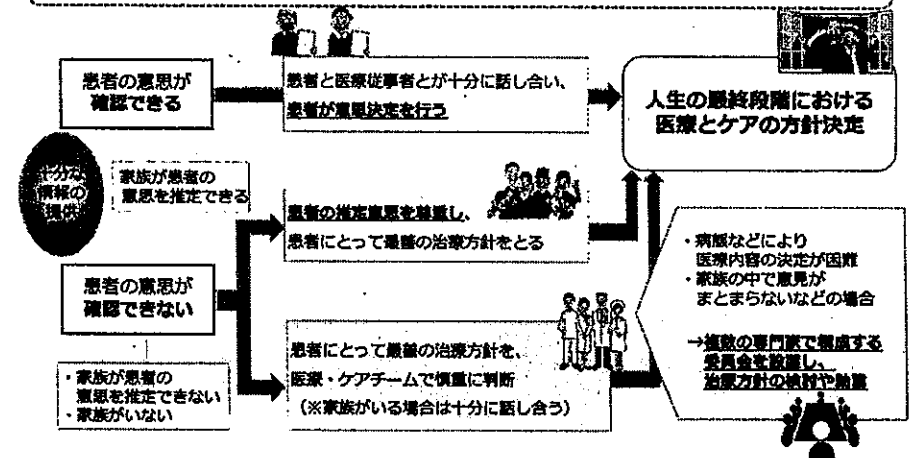 患者の意思が
確認できる
患者と医療従事者とが十分に話し合い、
患者が意思決定を行う
人生の最終段階における
医療とケアの方針決定
十分な
情報の
提供
家族が患者の
意思を推定できる
患者の推定意思を尊重し、
患者にとって最善の治療方針をとる
患者の意思が
確認できない
・家族が患者の
意思を推定できない
・家族がいない
患者にとって最善の治療方針を、
医療・ケアチームで慎重に判断
(※家族がいる場合は十分に話し合う)
・病態などにより
医療内容の決定が困難
・家族の中で意見が
まとまらないなどの場合
→複数の専門家で構成する
委員会を設置し、
治療方針の検討や助言